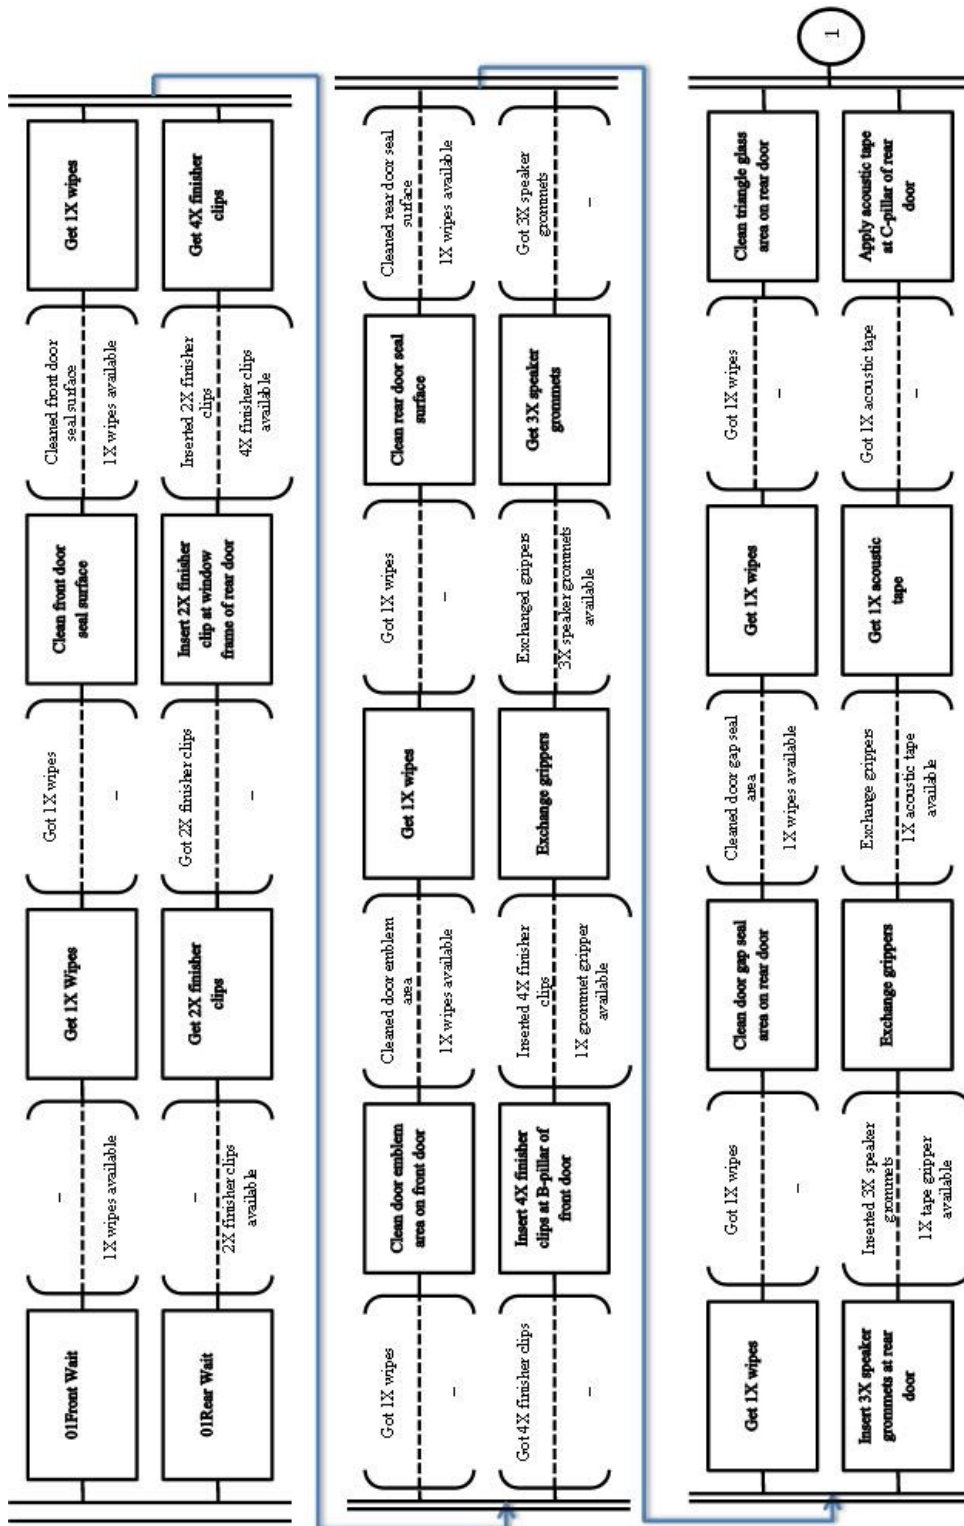 01Front Wait
–
1X wipes available
Get 1X Wipes
Got 1X wipes
–
Clean front door
seal surface
Cleaned front door
seal surface
1X wipes available
Get 1X wipes
01Rear Wait
–
2X finisher clips
available
Get 2X finisher
clips
Got 2X finisher clips
–
Insert 2X finisher
clip at window
frame of rear door
Inserted 2X finisher
clips
4X finisher clips
available
Get 4X finisher
clips
Got 1X wipes
–
Clean door emblem
area on front door
Cleaned door emblem
area
1X wipes available
Get 1X wipes
Got 1X wipes
–
Clean rear door seal
surface
Cleaned rear door seal
surface
1X wipes available
Got 4X finisher clips
–
Insert 4X finisher
clips at B-pillar of
front door
Inserted 4X finisher
clips
1X grommet gripper
available
Exchange grippers
Exchanged grippers
3X speaker grommets
available
Get 3X speaker
grommets
Got 3X speaker
grommets
–
Get 1X wipes
Got 1X wipes
–
Clean door gap seal
area on rear door
Cleaned door gap seal
area
1X wipes available
Get 1X wipes
Got 1X wipes
–
Clean triangle glass
area on rear door
Insert 3X speaker
grommets at rear
door
Inserted 3X speaker
grommets
1X tape gripper
available
Exchange grippers
Exchange grippers
1X acoustic tape
available
Get 1X acoustic
tape
Got 1X acoustic tape
–
Apply acoustic tape
at C-pillar of rear
door
1